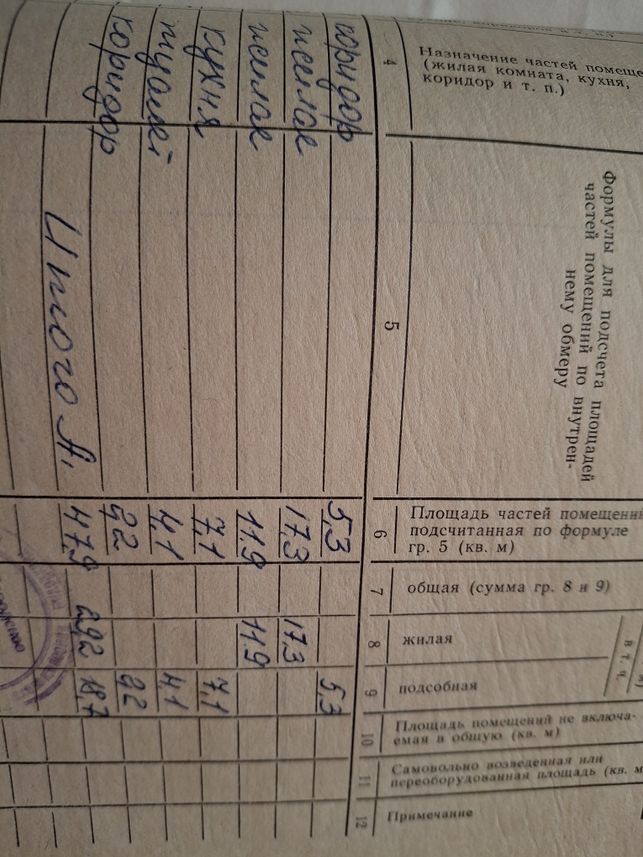 4
Назначение частей помеще
(жилая комната, кухня,
коридор и т. п.)
5
Формулы для подсчета площадей
частей помещений по внутрен-
нему обмеру
6
Площадь частей помещений
подсчитанная по формуле
гр. 5 (кв. м)
7
общая (сумма гр. 8 и 9)
в т. ч.
8
жилая
9
подсобная
10
Площадь помещений не включа-
емая в общую (кв. м)
11
Самовольно возведенная или
переоборудованная площадь (кв. м
12
Примечание
коридор 5,3 5,3
жилая 17,3 17,3
жилая 11.9 11.9
кухня 7.1 7,1
туалет 4,1 4,1
коридор 2.2 2.2
Итого А. 47,9 29.2 18,7